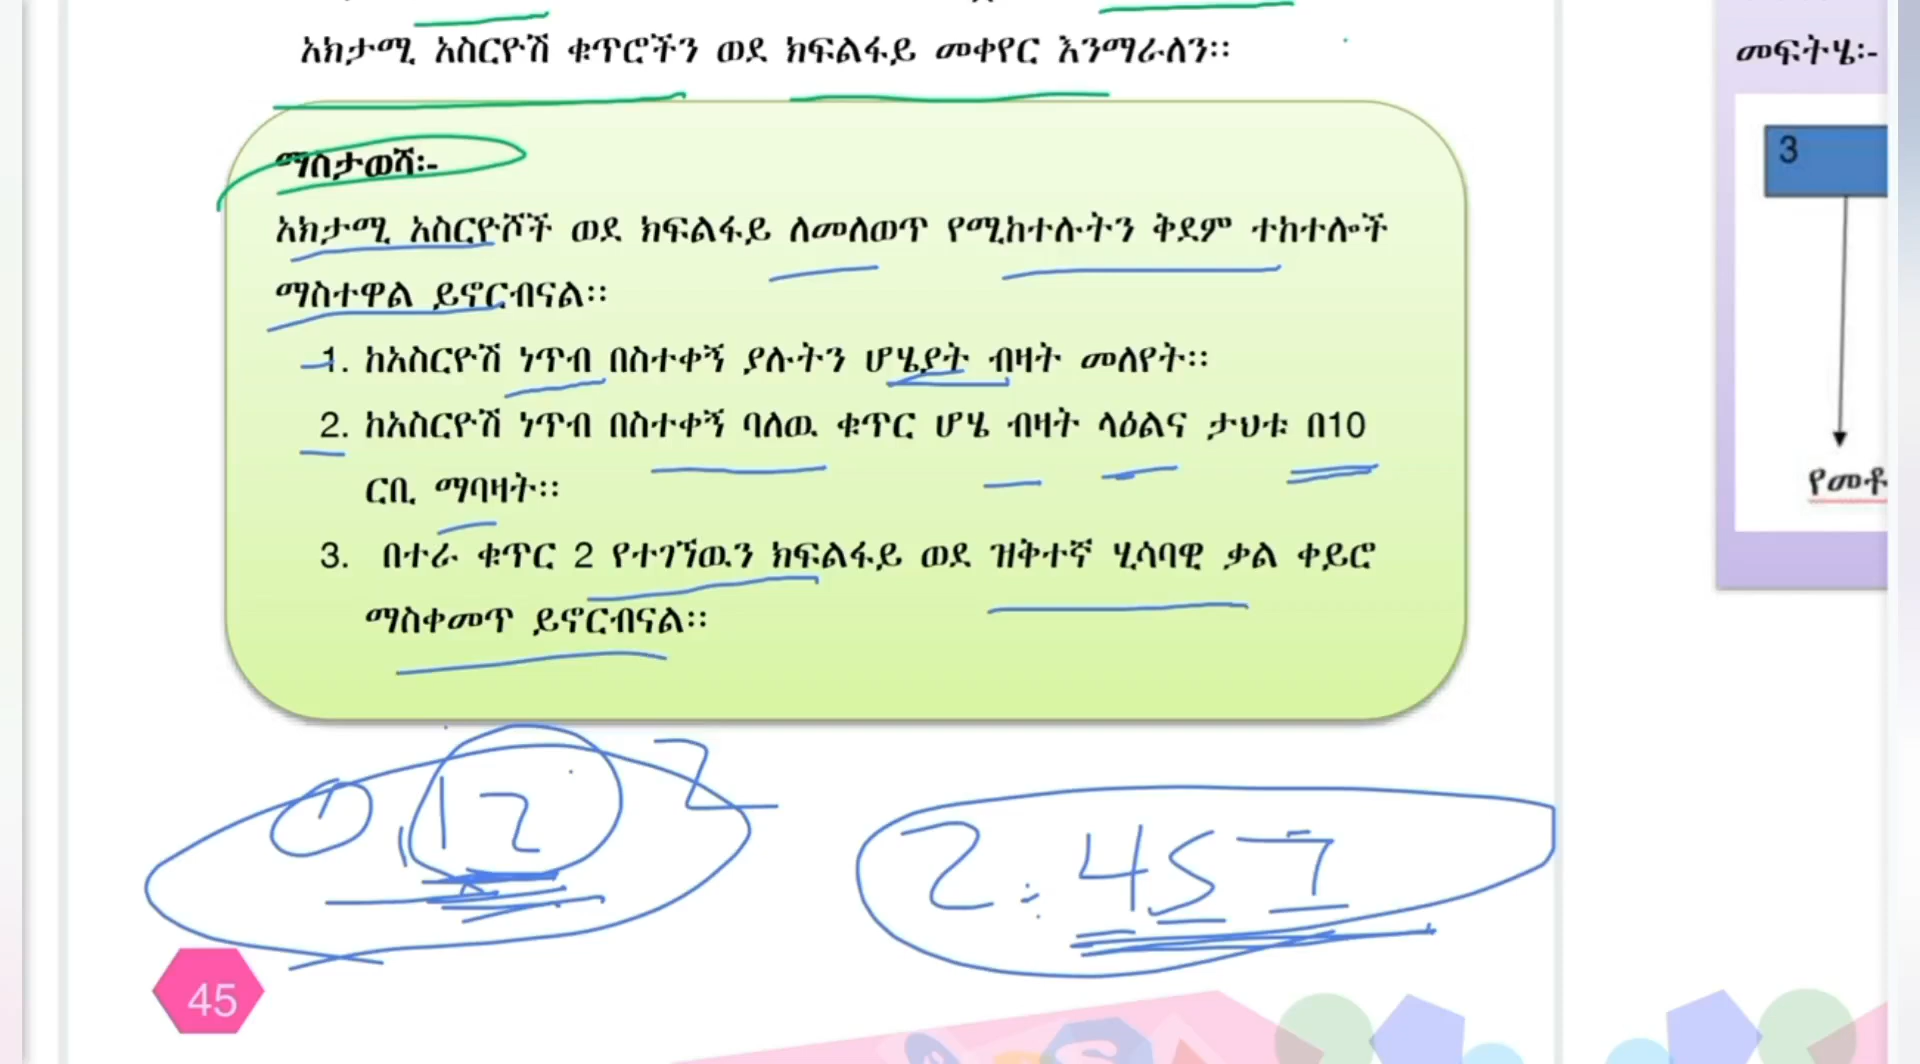 አክታሚ አስርዮሽ ቁጥሮችን ወደ ክፍልፋይ መቀየር እንማራለን፡፡
ማስታወሻ፡-
አክታሚ አስርዮሾች ወደ ክፍልፋይ ለመለወጥ የሚከተሉትን ቅደም ተከተሎች
ማስተዋል ይኖርብናል፡፡
1. ከአስርዮሽ ነጥብ በስተቀኝ ያሉትን ሆሄያት ብዛት መለየት፡፡
2. ከአስርዮሽ ነጥብ በስተቀኝ ባለዉ ቁጥር ሆሄ ብዛት ላዕልና ታህቱ በ10
ርቢ ማባዛት፡፡
3. በተራ ቁጥር 2 የተገኘዉን ክፍልፋይ ወደ ዝቅተኛ ሂሳባዊ ቃል ቀይሮ
ማስቀመጥ ይኖርብናል፡፡
12 2
2.457
45
መፍትሄ፡-
3
የመቶ